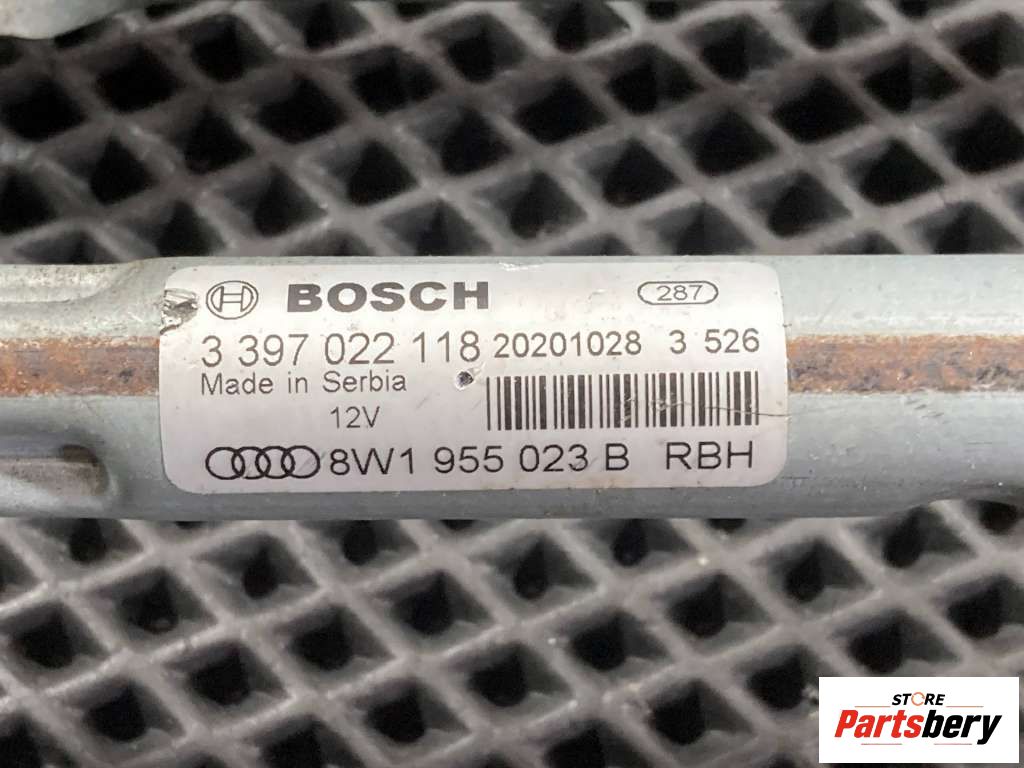 BOSCH 287
3 397 022 118 20201028 3 526
Made in Serbia
12V
8W1 955 023 B RBH
STORE
Partsbery